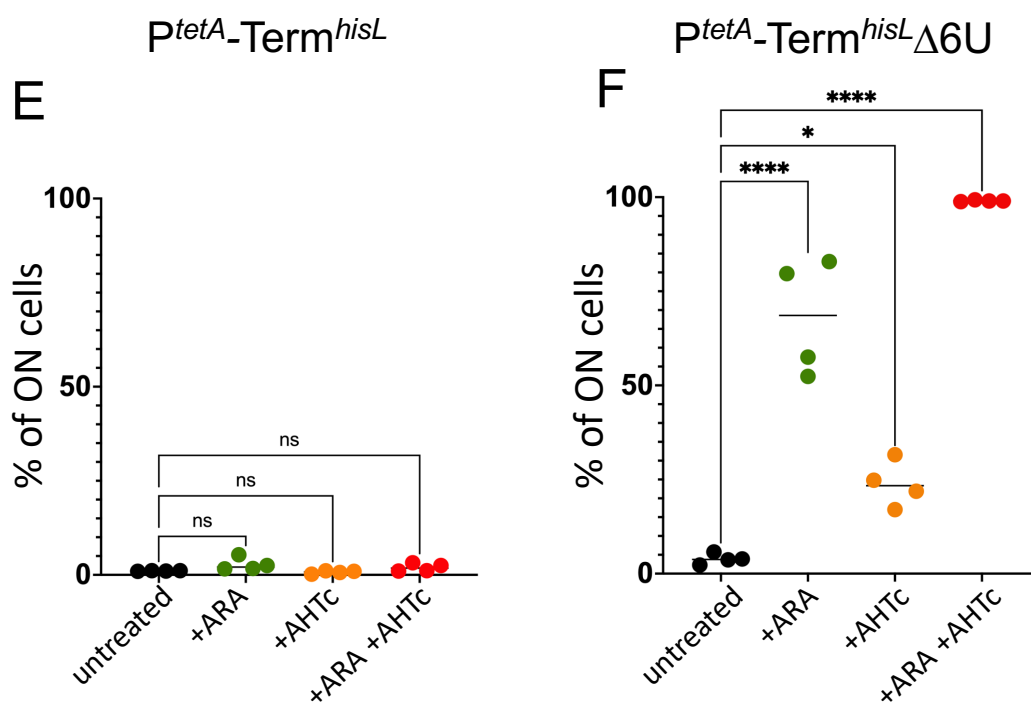 PtetA-TermhisL
E
% of ON cells
100
50
0
ns
ns
ns
untreated
+ARA
+AHTc
+ARA +AHTc
PtetA-TermhisLΔ6U
F
% of ON cells
100
50
0
****
*
****
untreated
+ARA
+AHTc
+ARA +AHTc